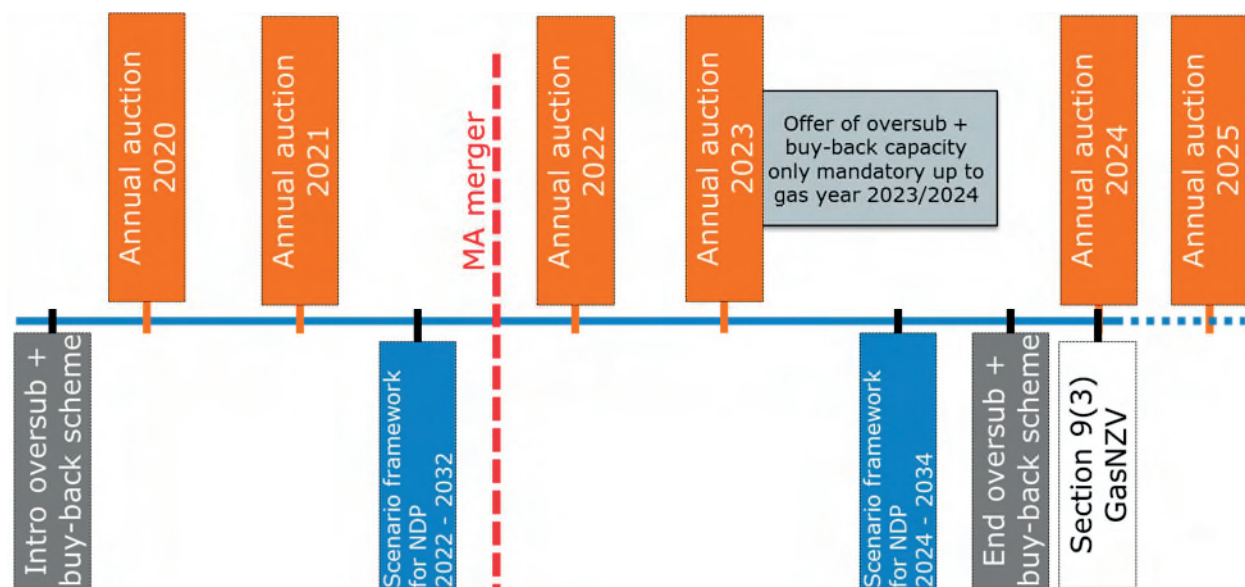 Annual auction
2020
Annual auction
2021
MA merger
Annual auction
2022
Annual auction
2023
Offer of oversub +
buy-back capacity
only mandatory up to
gas year 2023/2024
Annual auction
2024
Annual auction
2025
Intro oversub +
buy-back scheme
Scenario framework
for NDP
2022 - 2032
Scenario framework
for NDP
2024 - 2034
End oversub +
buy-back scheme
Section 9(3)
GasNZV